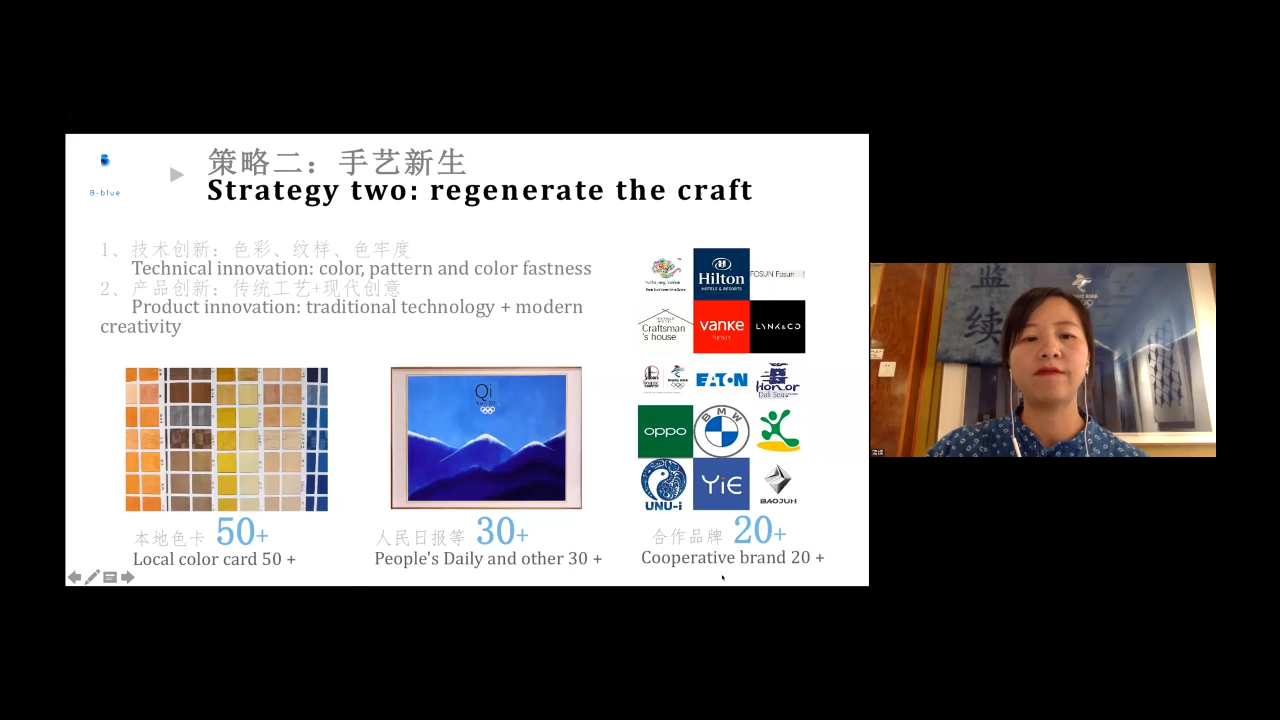 B-blue
策略二：手艺新生
Strategy two: regenerate the craft
1、技术创新：色彩、纹样、色牢度
Technical innovation: color, pattern and color fastness
2、产品创新：传统工艺+现代创意
Product innovation: traditional technology + modern
creativity
Hilton
HOTELS & RESORTS
FOSUN Fosun
Craftsman
's house
vanke
LYNK&CO
EATON
Honor
Dali Sea
oppo
BMW
UNU-i
YiE
BAOJUN
Qi
本地色卡 50+
Local color card 50 +
人民日报等 30+
People's Daily and other 30 +
合作品牌 20+
Cooperative brand 20 +
蓝
续